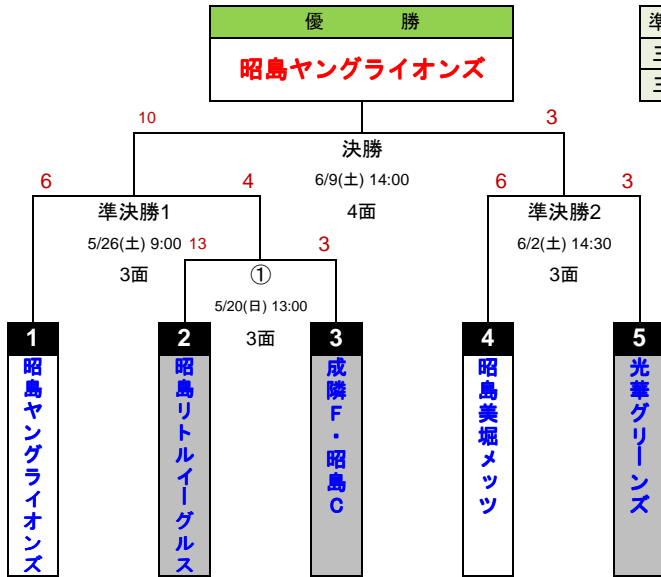 優 勝
昭島ヤングライオンズ
準
三
三
10
3
決勝
6/9(土) 14:00
4面
6
4
準決勝1
5/26(土) 9:00
3面
6
3
準決勝2
6/2(土) 14:30
3面
13
3
①
5/20(日) 13:00
3面
1
昭島ヤングライオンズ
2
昭島リトルイーグルス
3
成隣F・昭島C
4
昭島美堀メッツ
5
光華グリーンズ